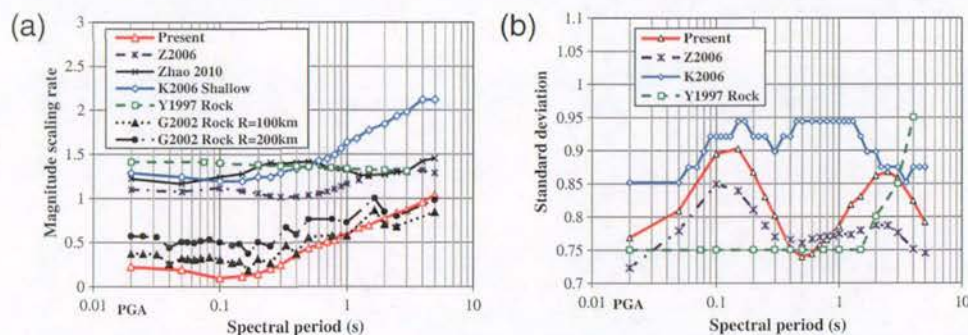 (a)
Magnitude scaling rate
3
2.5
2
1.5
1
0.5
0
Present
Z2006
Zhao 2010
K2006 Shallow
Y1997 Rock
G2002 Rock R=100km
G2002 Rock R=200km
0.01
PGA
0.1
1
10
Spectral period (s)
(b)
Standard deviation
1.1
1.05
1
0.95
0.90
0.85
0.8
0.75
0.7
Present
Z2006
K2006
Y1997 Rock
0.01
PGA
0.1
1
10
Spectral period (s)